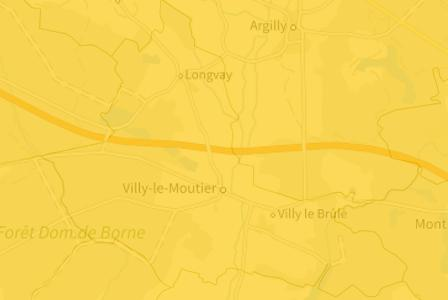 Argilly
Longvay
Villy-le-Moutier
Villy le Brûlé
Mont
Forêt Dom.de Borne